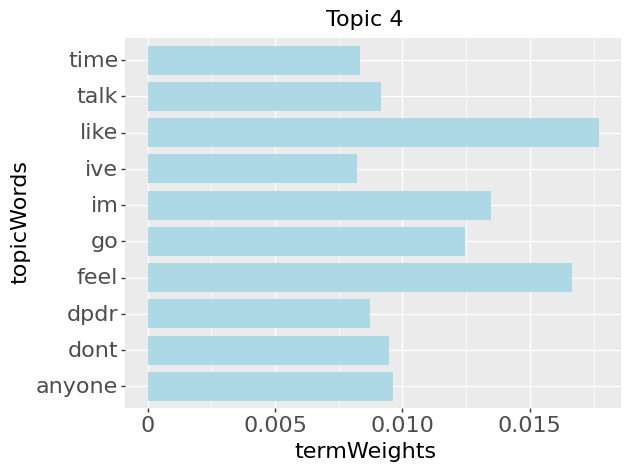 Topic 4
time
talk
like
ive
im
go
feel
dpdr
dont
anyone
topicWords
0 0.005 0.010 0.015
termWeights